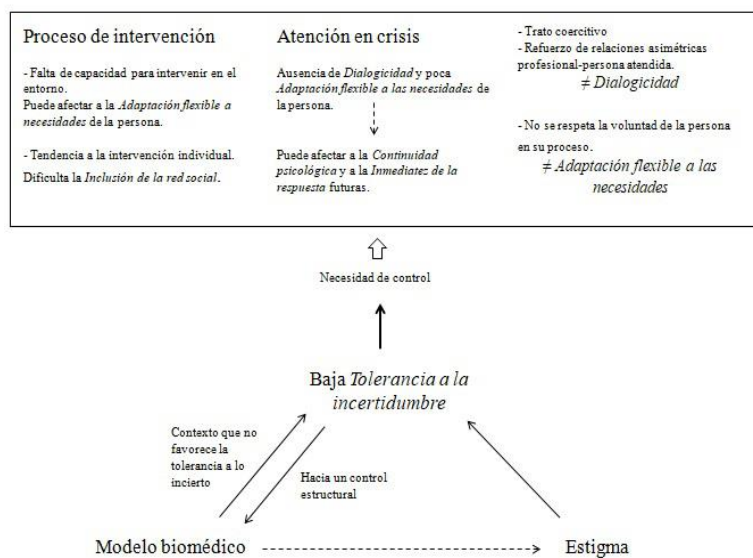 Proceso de intervención
- Falta de capacidad para intervenir en el
entorno.
Puede afectar a la Adaptación flexible a
necesidades de la persona.
- Tendencia a la intervención individual.
Dificulta la Inclusión de la red social.
Atención en crisis
Ausencia de Dialogicidad y poca
Adaptación flexible a las necesidades de
la persona.
Puede afectar a la Continuidad
psicológica y a la Inmediatez de la
respuesta futuras.
- Trato coercitivo
- Refuerzo de relaciones asimétricas
profesional-persona atendida.
≠ Dialogicidad
- No se respeta la voluntad de la persona
en su proceso.
≠ Adaptación flexible a las
necesidades
Necesidad de control
Baja Tolerancia a la
incertidumbre
Contexto que no
favorece la
tolerancia a lo
incierto
Hacia un control
estructural
Modelo biomédico
Estigma